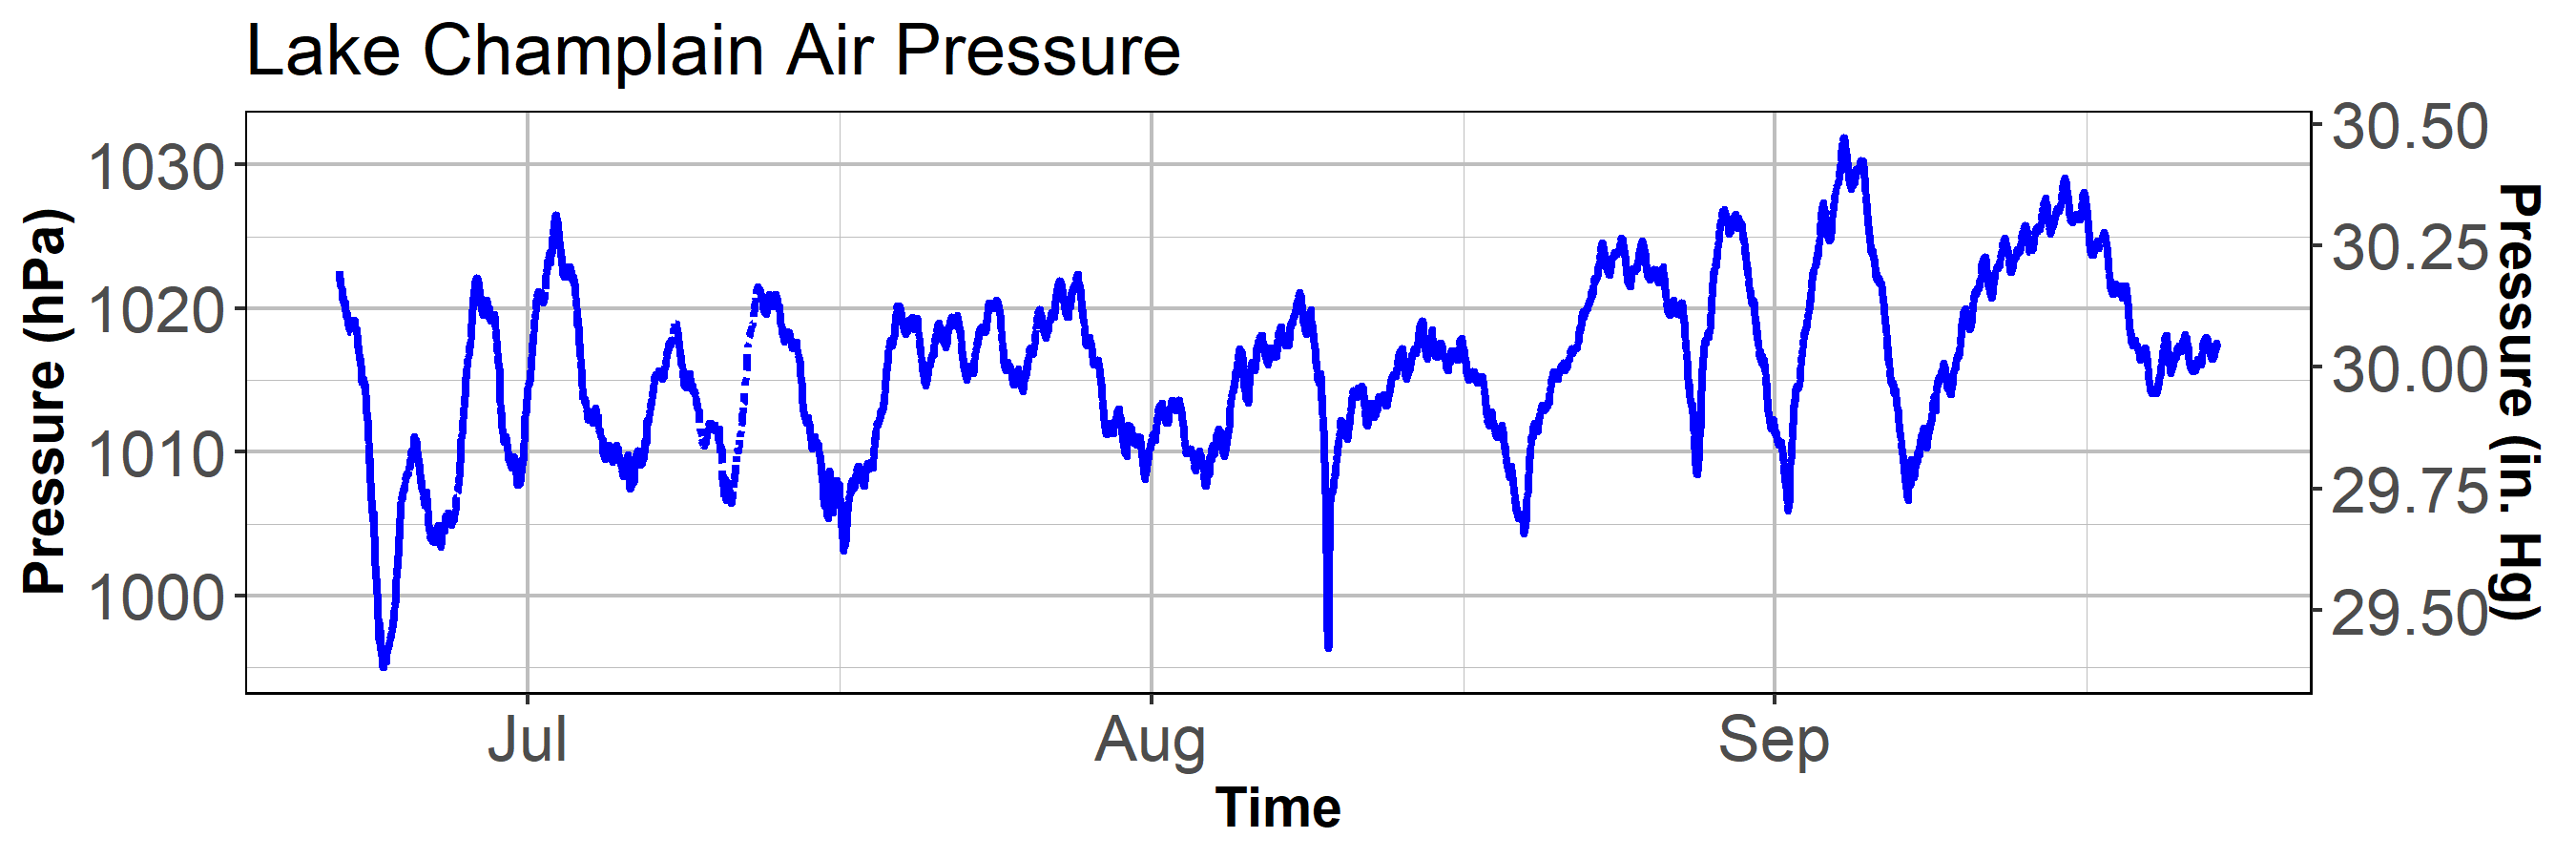 Lake Champlain Air Pressure
Pressure (hPa)
1030
1020
1010
1000
30.50
30.25
30.00
29.75
29.50
Pressure (in. Hg)
Jul Aug Sep
Time